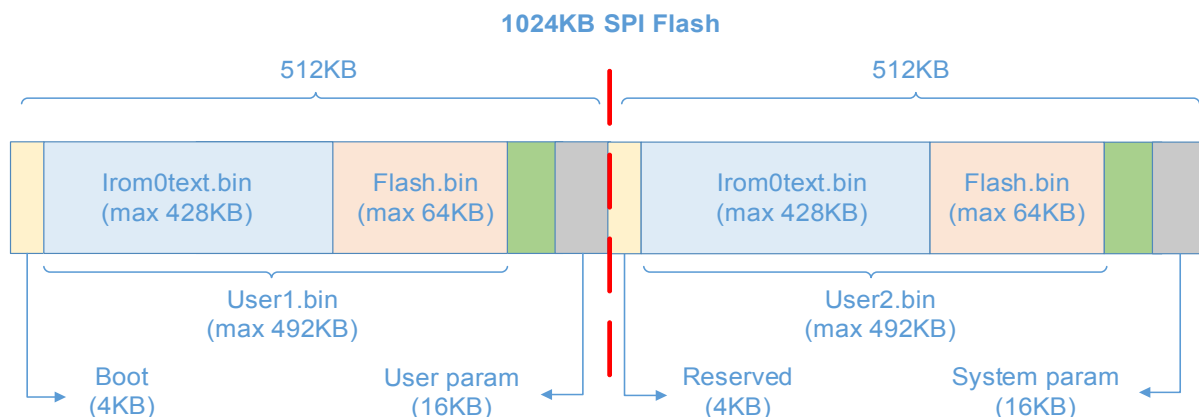 1024KB SPI Flash
512KB
512KB
Irom0text.bin
(max 428KB)
Flash.bin
(max 64KB)
Irom0text.bin
(max 428KB)
Flash.bin
(max 64KB)
User1.bin
(max 492KB)
User2.bin
(max 492KB)
Boot
(4KB)
User param
(16KB)
Reserved
(4KB)
System param
(16KB)